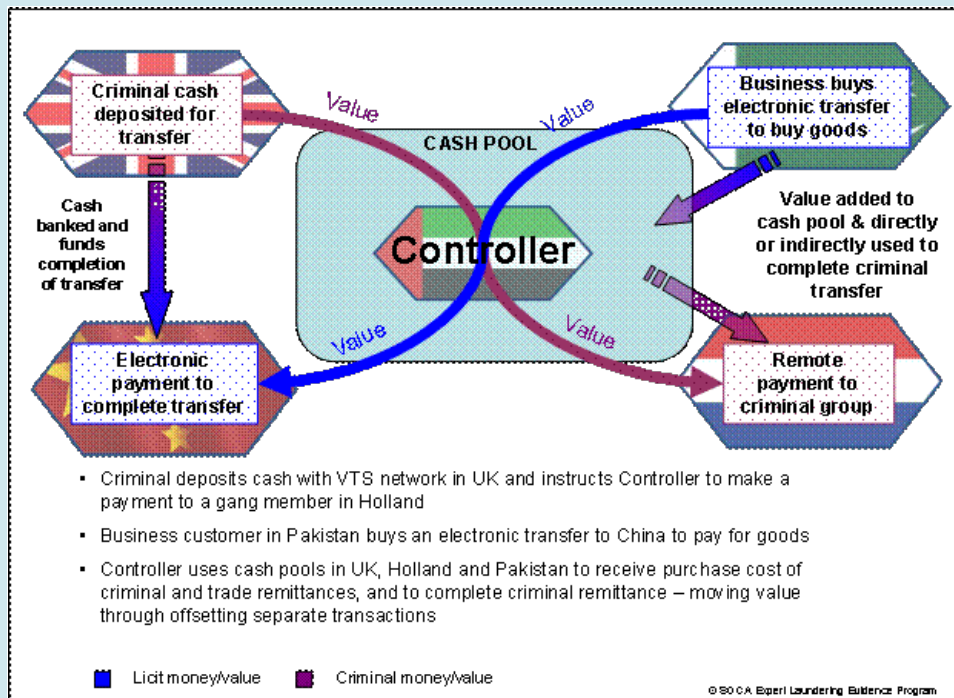 Criminal cash
deposited for
transfer
Value
Value
Business buys
electronic transfer
to buy goods
CASH POOL
Cash
banked and
funds
completion
of transfer
Controller
Value added to
cash pool & directly
or indirectly used to
complete criminal
transfer
Value
Value
Electronic
payment to
complete transfer
Remote
payment to
criminal group
▪ Criminal deposits cash with VTS network in UK and instructs Controller to make a
payment to a gang member in Holland
▪ Business customer in Pakistan buys an electronic transfer to China to pay for goods
▪ Controller uses cash pools in UK, Holland and Pakistan to receive purchase cost of
criminal and trade remittances, and to complete criminal remittance – moving value
through offsetting separate transactions
Licit money/value
Criminal money/value
© SOCA Expert Laundering Evidence Program